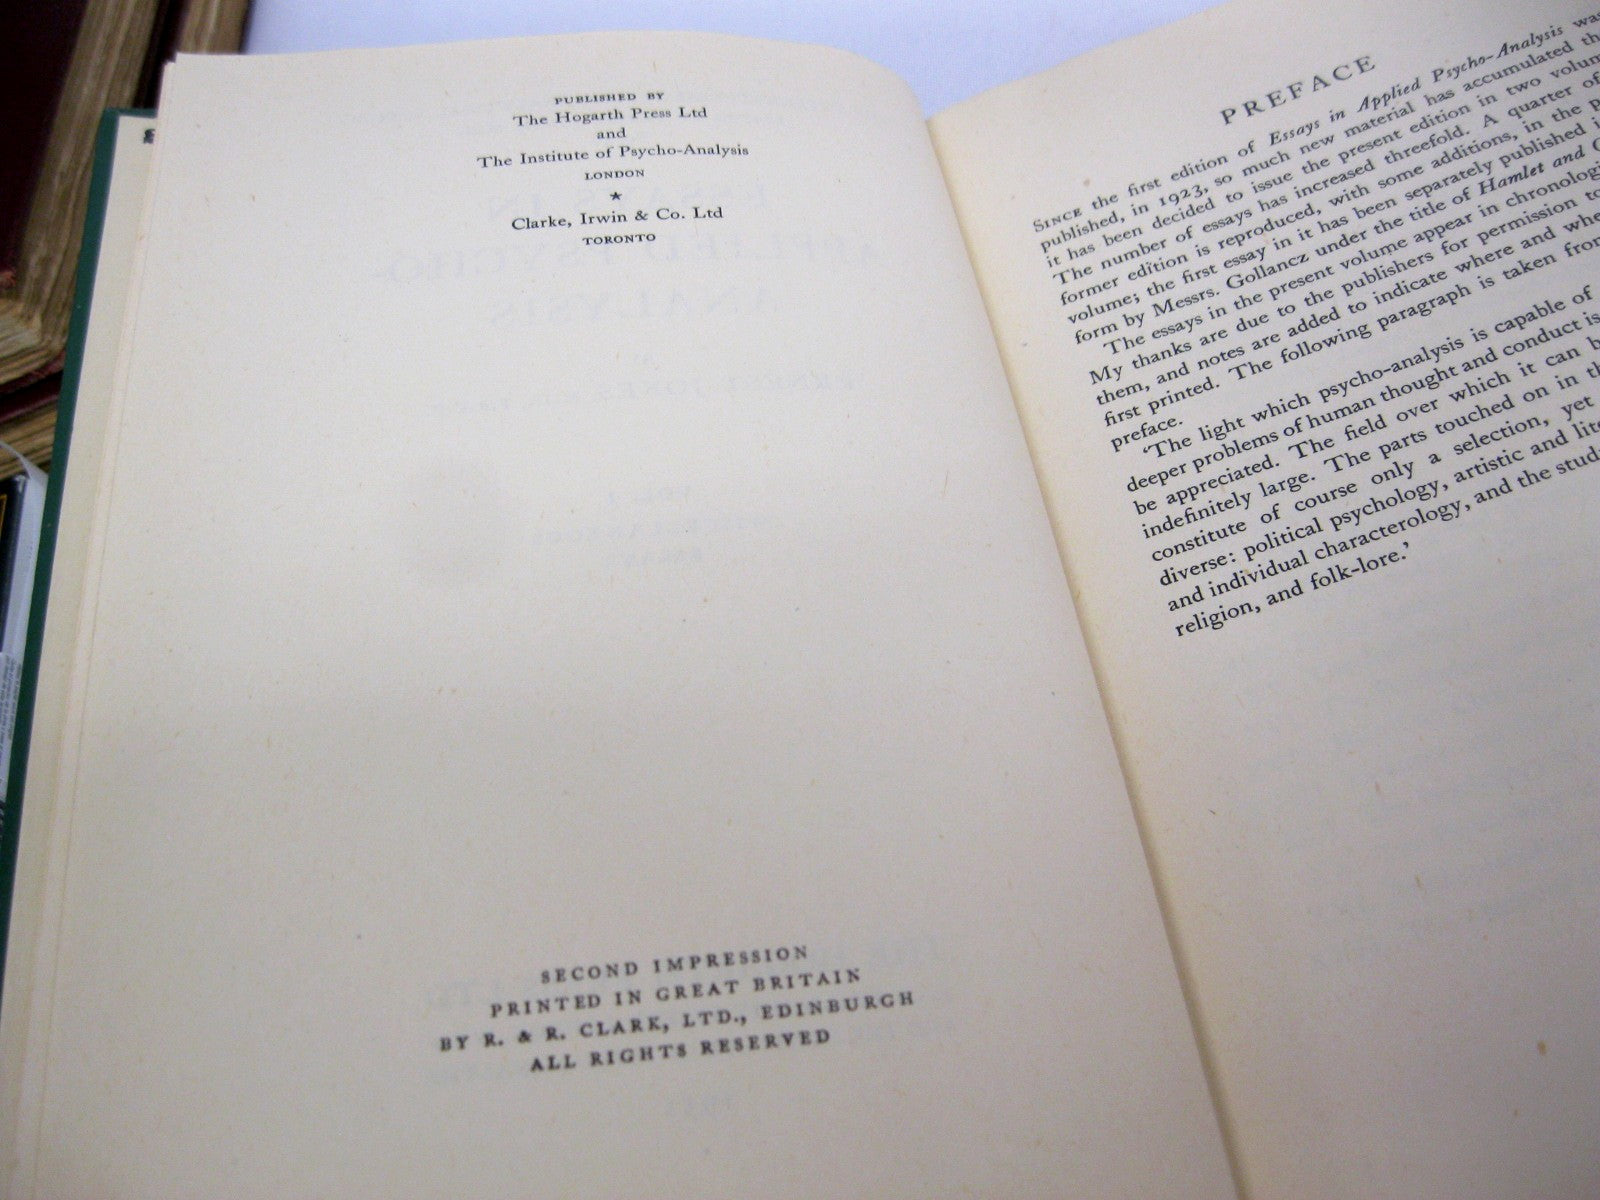 PUBLISHED BY
The Hogarth Press Ltd
and
The Institute of Psycho-Analysis
LONDON
★
Clarke, Irwin & Co. Ltd
TORONTO
SECOND IMPRESSION
PRINTED IN GREAT BRITAIN
BY R. & R. CLARK, LTD., EDINBURGH
ALL RIGHTS RESERVED
PREFACE
SINCE the first edition of Essays in Applied Psycho-Analysis was
published, in 1923, so much new material has accumulated
it has been decided to issue the present edition in two
The number of essays has increased threefold. A quarter of
former edition is reproduced, with some additions, in the
volume; the first essay in it has been separately published
form by Messrs. Gollancz under the title of Hamlet and
The essays in the present volume appear in
My thanks are due to the publishers for permission to
them, and notes are added to indicate where and
first printed. The following paragraph is taken from
preface.
'The light which psycho-analysis is capable of
deeper problems of human thought and conduct is
be appreciated. The field over which it can
indefinitely large. The parts touched on in
constitute of course only a selection, yet
diverse: political psychology, artistic and
and individual characterology, and the
religion, and folk-lore.'